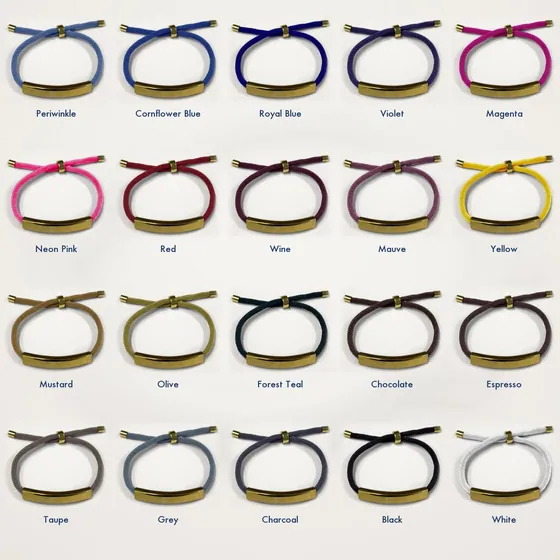 Periwinkle
Cornflower Blue
Royal Blue
Violet
Magenta
Neon Pink
Red
Wine
Mauve
Yellow
Mustard
Olive
Forest Teal
Chocolate
Espresso
Taupe
Grey
Charcoal
Black
White